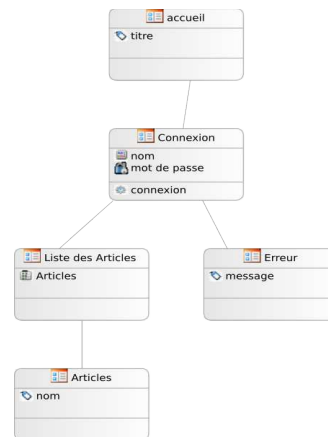 accueil
titre
Connexion
nom
mot de passe
connexion
Liste des Articles
Articles
Erreur
message
Articles
nom